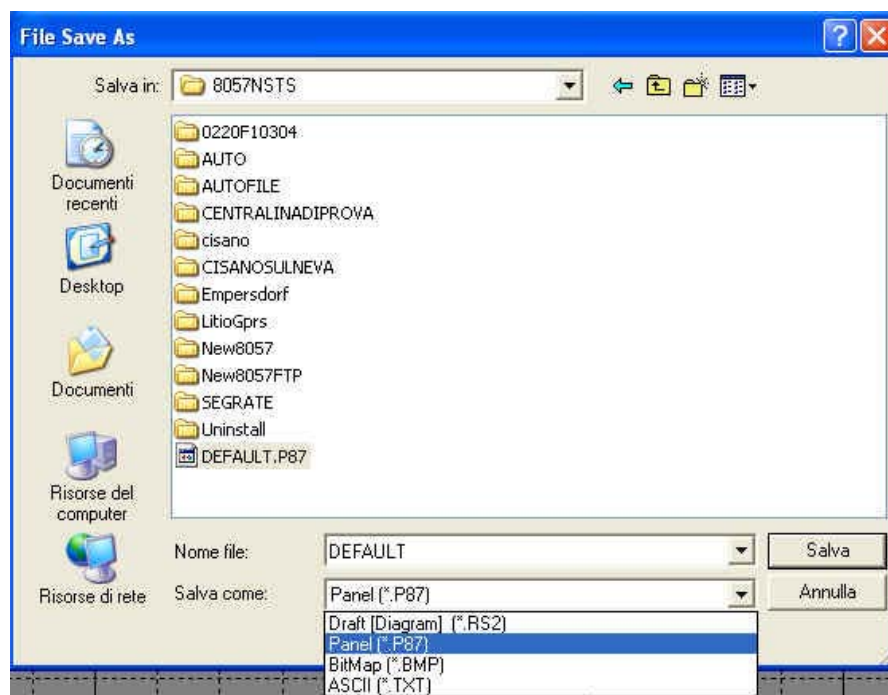 File Save As
Salva in:
8057NSTS
Documenti
recenti
Desktop
Documenti
Risorse del
computer
Risorse di rete
0220F10304
AUTO
AUTOFILE
CENTRALINADIPROVA
cisano
CISANOSULNEVA
Empersdorf
LitioGprs
New8057
New8057FTP
SEGRATE
Uninstall
DEFAULT.P87
Nome file:
DEFAULT
Salva
Salva come:
Panel (*.P87)
Annulla
Draft [Diagram] (*.RS2)
Panel (*.P87)
BitMap (*.BMP)
ASCII (*.TXT)